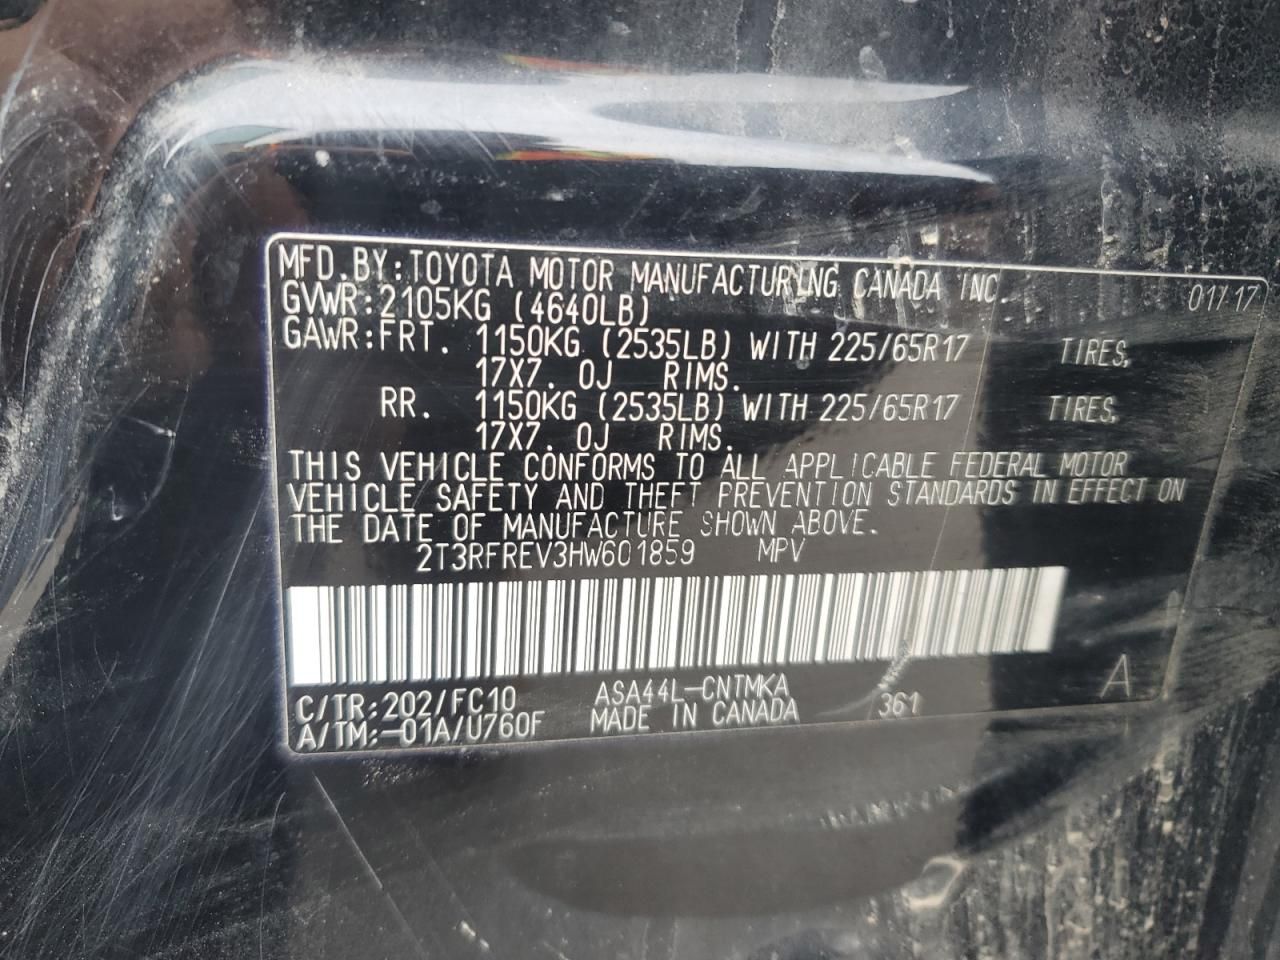 MFD.BY:TOYOTA MOTOR MANUFACTURING CANADA INC. 01/17
GVWR:2105KG (4640LB)
GAWR:FRT. 1150KG (2535LB) WITH 225/65R17 TIRES,
17X7.0J RIMS.
RR. 1150KG (2535LB) WITH 225/65R17 TIRES,
17X7.0J RIMS.
THIS VEHICLE CONFORMS TO ALL APPLICABLE FEDERAL MOTOR
VEHICLE SAFETY AND THEFT PREVENTION STANDARDS IN EFFECT ON
THE DATE OF MANUFACTURE SHOWN ABOVE.
2T3RFREV3HW601859 MPV
C/TR:202/FC10 ASA44L-CNTMKA A
A/TM:-01A/U760F MADE IN CANADA 361